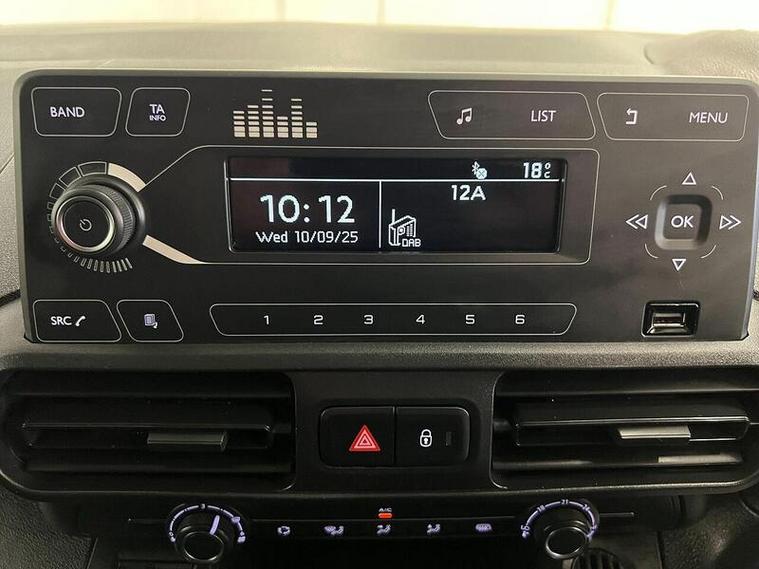 BAND
TA
INFO
LIST
MENU
18°C
12A
10:12
Wed 10/09/25
DAB
OK
SRC
1 2 3 4 5 6
A/C